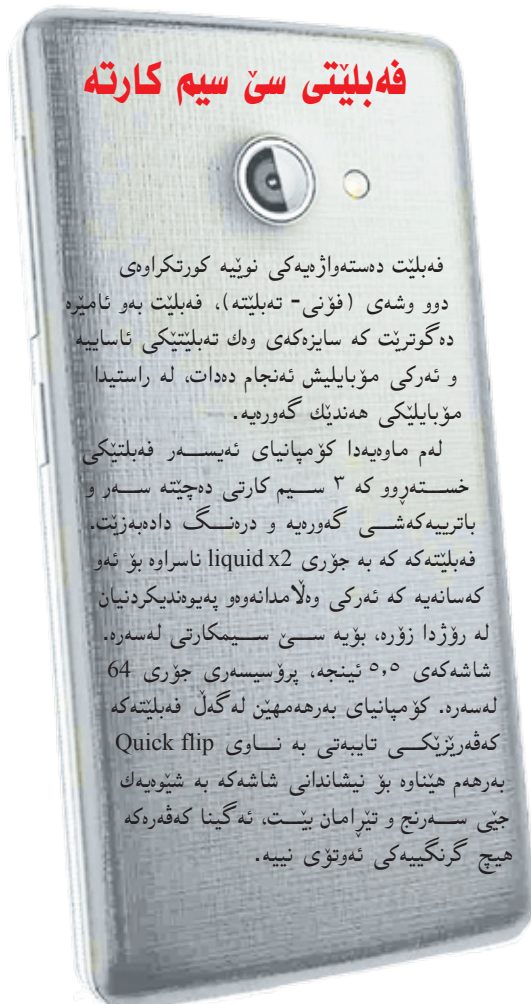 فەبلێتی سێ سیم کارتە
فەبلێت دەستەواژەیەکی نوێیە کورتکراوەی
دوو وشەی (فۆنی- تەبلێتە)، فەبلێت بەو ئامێرە
دەگوترێت کە سایزەکەی وەك تەبلێتێکی ئاساییە
و ئەرکی مۆبایلیش ئەنجام دەدات، لە راستیدا
مۆبایلێکی هەندێك گەورەیە.
لەم ماوەیەدا کۆمپانیای ئەیسەر فەبلتێکی
خستەڕوو کە ٣ سیم کارتی دەچێتە سەر و
باترییەکەشی گەورەیە و درەنگ دادەبەزێت.
فەبلێتەکە کە بە جۆری liquid x2 ناسراوە بۆ ئەو
کەسانەیە کە ئەرکی وەڵامدانەوەو پەیوەندیکردنیان
لە رۆژدا زۆرە، بۆیە سێ سیمکارتی لەسەرە.
شاشەکەی ٥,٥ ئینجە، پرۆسیسەری جۆری 64
لەسەرە. کۆمپانیای بەرهەمهێن لەگەڵ فەبلێتەکە
کەڤەرێزێکی تایبەتی بە ناوی Quick flip
بەرهەم هێناوە بۆ نیشاندانی شاشەکە بە شێوەیەك
جێی سەرنج و تێڕامان بێت، ئەگینا کەڤەرەکە
هیچ گرنگییەکی ئەوتۆی نییە.